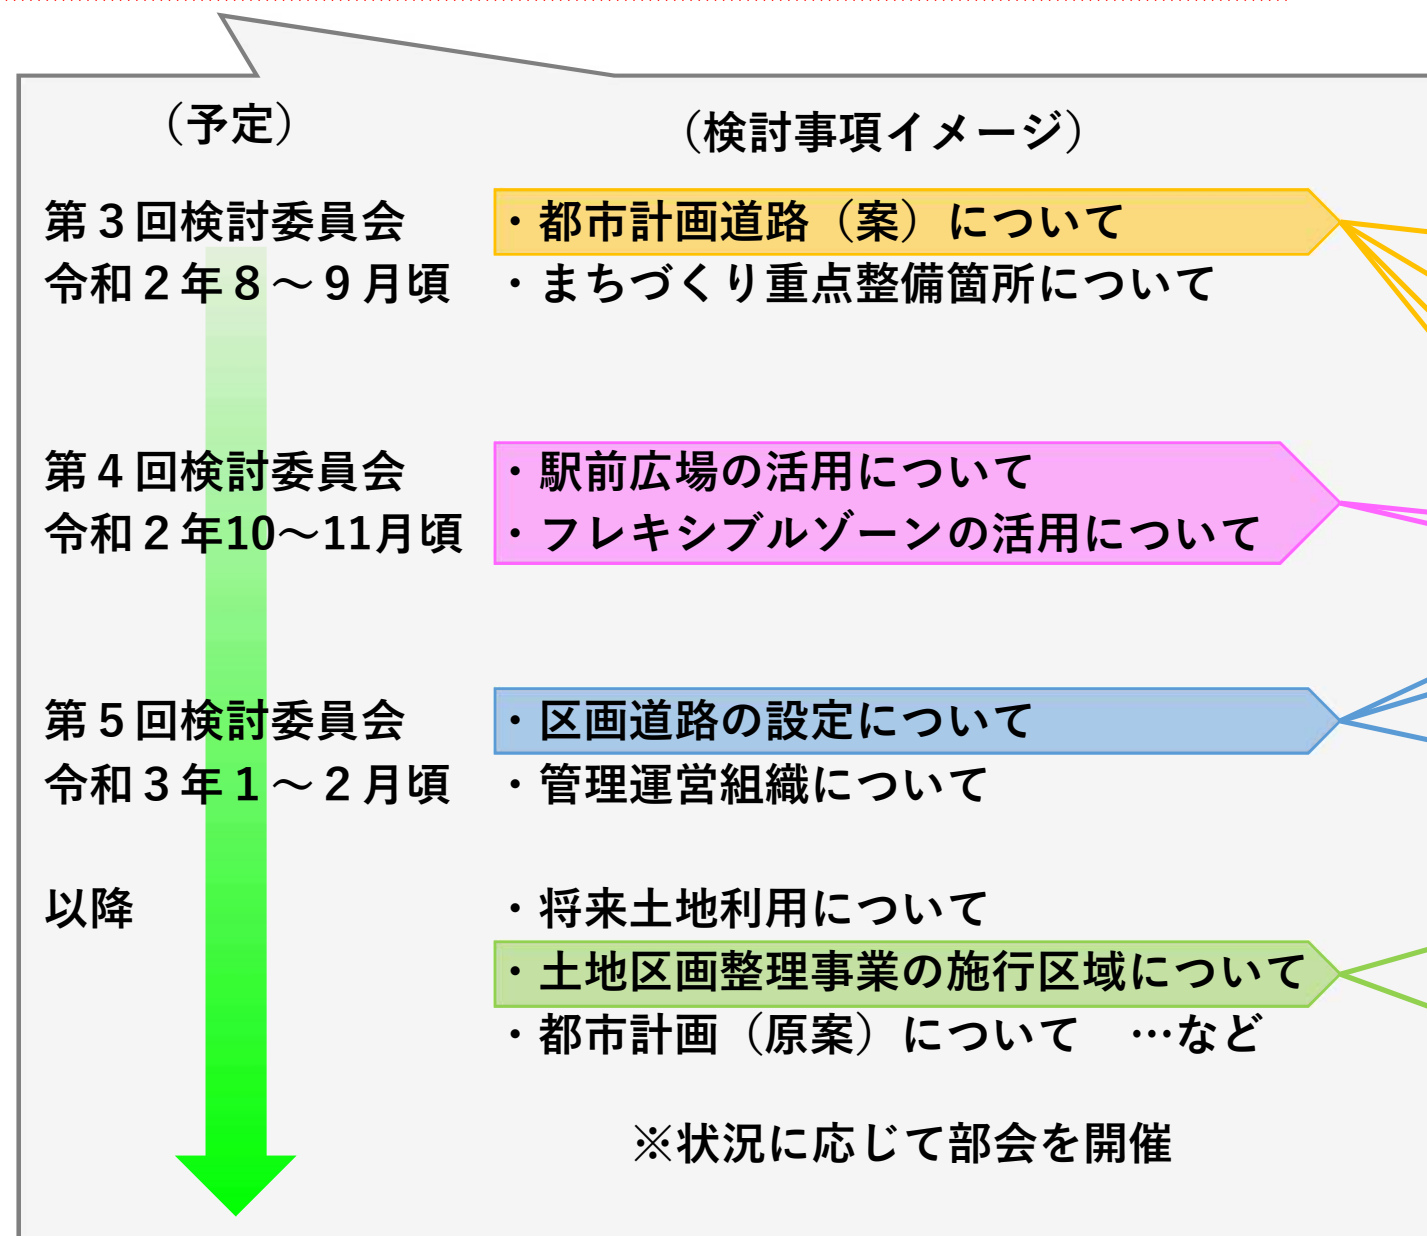 （予定）
（検討事項イメージ）
第３回検討委員会
令和２年８～９月頃
・都市計画道路（案）について
・まちづくり重点整備箇所について
第４回検討委員会
令和２年10～11月頃
・駅前広場の活用について
・フレキシブルゾーンの活用について
第５回検討委員会
令和３年１～２月頃
・区画道路の設定について
・管理運営組織について
以降
・将来土地利用について
・土地区画整理事業の施行区域について
・都市計画（原案）について　…など
※状況に応じて部会を開催